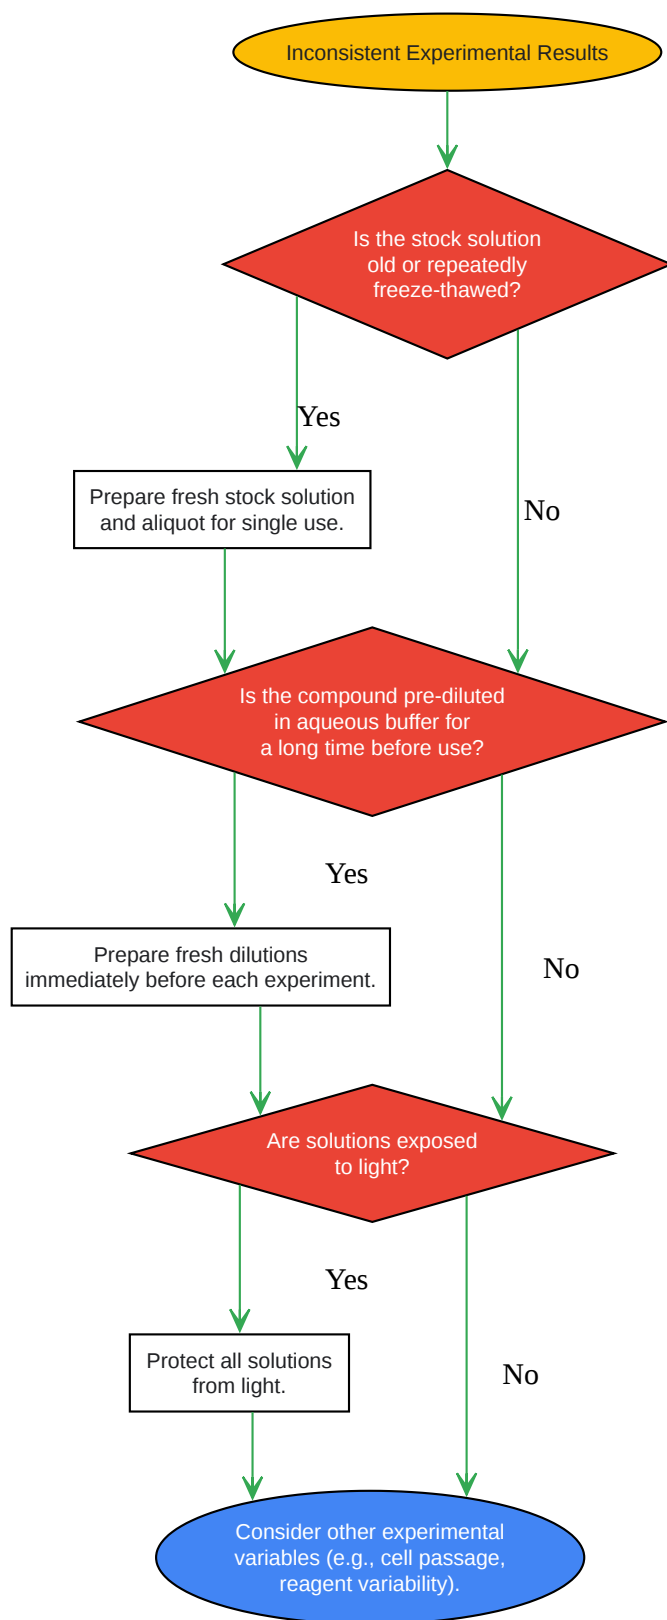 Inconsistent Experimental Results
Is the stock solution
old or repeatedly
freeze-thawed?
Yes
Prepare fresh stock solution
and aliquot for single use.
No
Is the compound pre-diluted
in aqueous buffer for
a long time before use?
Yes
Prepare fresh dilutions
immediately before each experiment.
No
Are solutions exposed
to light?
Yes
Protect all solutions
from light.
No
Consider other experimental
variables (e.g., cell passage,
reagent variability).